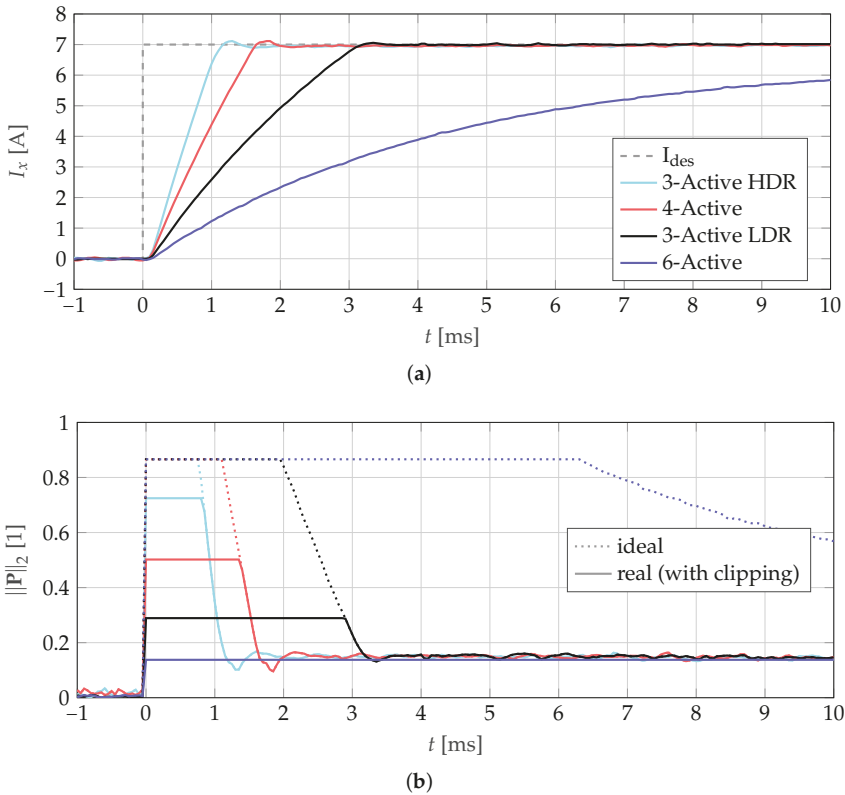 8
7
6
5
4
3
2
1
0
−1
I_x [A]
I_des
3-Active HDR
4-Active
3-Active LDR
6-Active
−1 0 1 2 3 4 5 6 7 8 9 10
t [ms]
(a)
1
0.8
0.6
0.4
0.2
0
||P||_2 [1]
ideal
real (with clipping)
−1 0 1 2 3 4 5 6 7 8 9 10
t [ms]
(b)